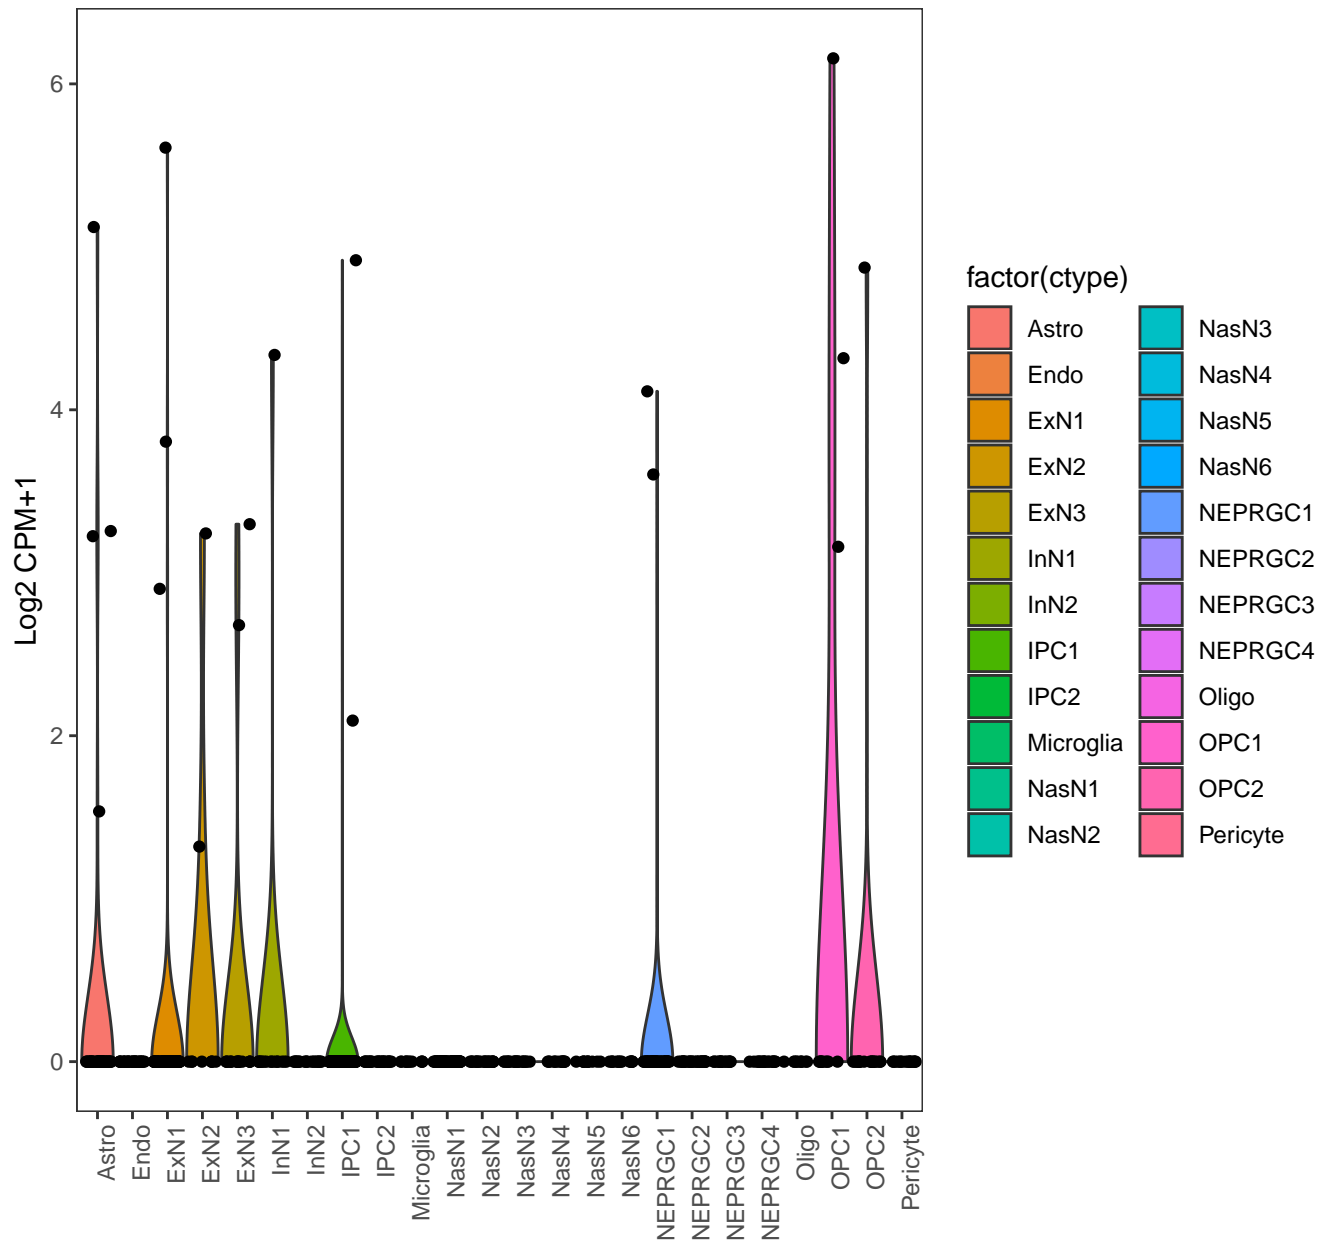 6
4
2
0
Log2 CPM+1
Astro
Endo
ExN1
ExN2
ExN3
InN1
InN2
IPC1
IPC2
Microglia
NasN1
NasN2
NasN3
NasN4
NasN5
NasN6
NEPRGC1
NEPRGC2
NEPRGC3
NEPRGC4
Oligo
OPC1
OPC2
Pericyte
factor(ctype)
Astro
Endo
ExN1
ExN2
ExN3
InN1
InN2
IPC1
IPC2
Microglia
NasN1
NasN2
NasN3
NasN4
NasN5
NasN6
NEPRGC1
NEPRGC2
NEPRGC3
NEPRGC4
Oligo
OPC1
OPC2
Pericyte